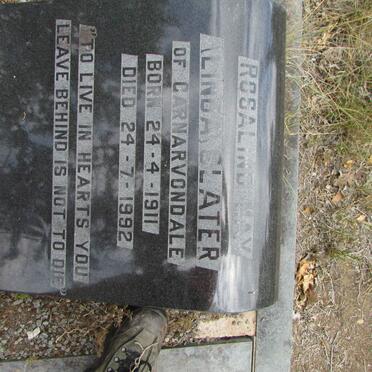 ROSALIND MAY
(LINDA) SLATER
OF CARNARVONDALE
BORN 24-4-1911
DIED 24-7-1992
"TO LIVE IN HEARTS YOU
LEAVE BEHIND IS NOT TO DIE"